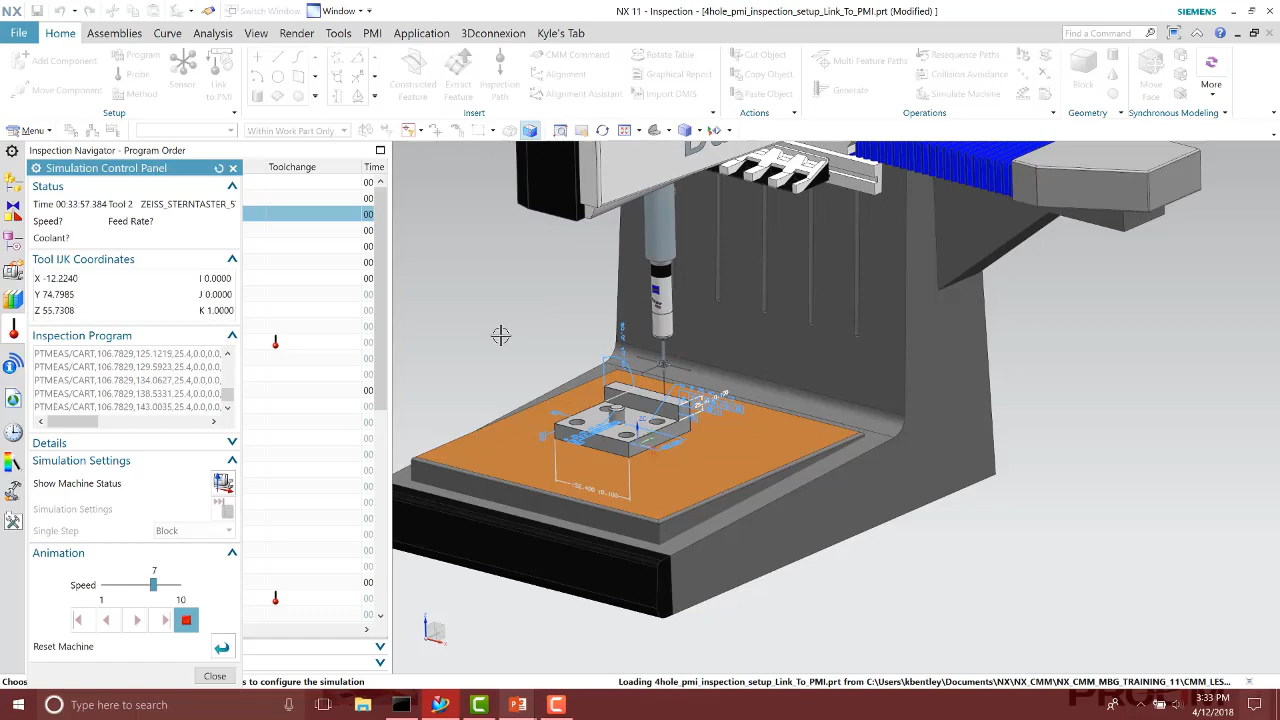 NX
Switch Window
Window
NX 11 - Inspection - [4hole_pmi_inspection_setup_Link_To_PMI.prt (Modified) ]
SIEMENS
File
Home
Assemblies
Curve
Analysis
View
Render
Tools
PMI
Application
3Dconnexion
Kyle's Tab
Find a Command
Add Component
Move Component
Program
Probe
Method
Sensor
Link
to PMI
Setup
Constructed
Feature
Extract
Feature
Inspection
Path
CMM Command
Alignment
Alignment Assistant
Rotate Table
Graphical Report
Import DMIS
Insert
Cut Object
Copy Object
Paste Object
Actions
Multi Feature Paths
Generate
Resequence Paths
Collision Avoidance
Simulate Machine
Operations
Block
Geometry
Move
Face
Synchronous Modeling
More
Menu
Within Work Part Only
Inspection Navigator - Program Order
Simulation Control Panel
Toolchange
Time
Status
Time 00:33:57.384 Tool 2 ZEISS_STERNTASTER_5
Speed? Feed Rate?
Coolant?
Tool IJK Coordinates
X -12.2240 I 0.0000
Y 74.7985 J 0.0000
Z 55.7308 K 1.0000
Inspection Program
PTMEAS/CART,106.7829,125.1219,25.4,0.0,0.0,
PTMEAS/CART,106.7829,129.5923,25.4,0.0,0.0,
PTMEAS/CART,106.7829,134.0627,25.4,0.0,0.0,
PTMEAS/CART,106.7829,138.5331,25.4,0.0,0.0,
PTMEAS/CART,106.7829,143.0035,25.4,0.0,0.0,
Details
Simulation Settings
Show Machine Status
Simulation Settings
Single Step
Block
Animation
7
Speed
1 10
Reset Machine
Close
Choos
s to configure the simulation
Loading 4hole_pmi_inspection_setup_Link_To_PMI.prt from C:\Users\kbentley\Documents\NX\NX_CMM\NX_CMM_MBG_TRAINING_11\CMM_LES...
Type here to search
3:33 PM
4/12/2018